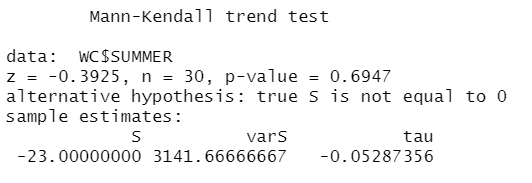 Mann-Kendall trend test
data:  WC$SUMMER
z = -0.3925, n = 30, p-value = 0.6947
alternative hypothesis: true S is not equal to 0
sample estimates:
S varS tau
-23.00000000 3141.66666667 -0.05287356